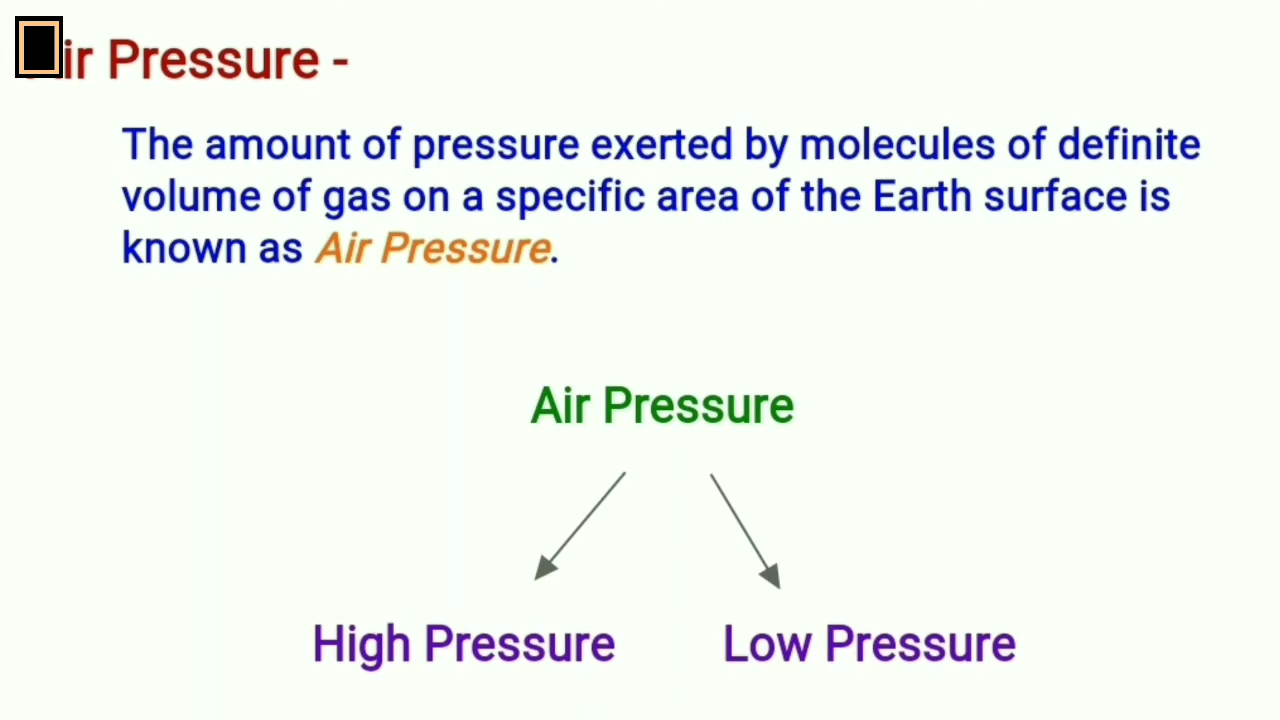 ir Pressure -
The amount of pressure exerted by molecules of definite
volume of gas on a specific area of the Earth surface is
known as Air Pressure.
Air Pressure
High Pressure Low Pressure